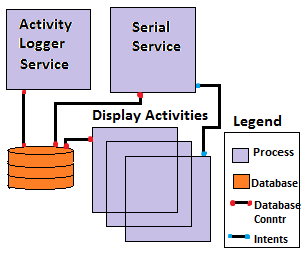 Activity
Logger
Service
Serial
Service
Display Activities
Legend
Process
Database
Database
Conntr
Intents